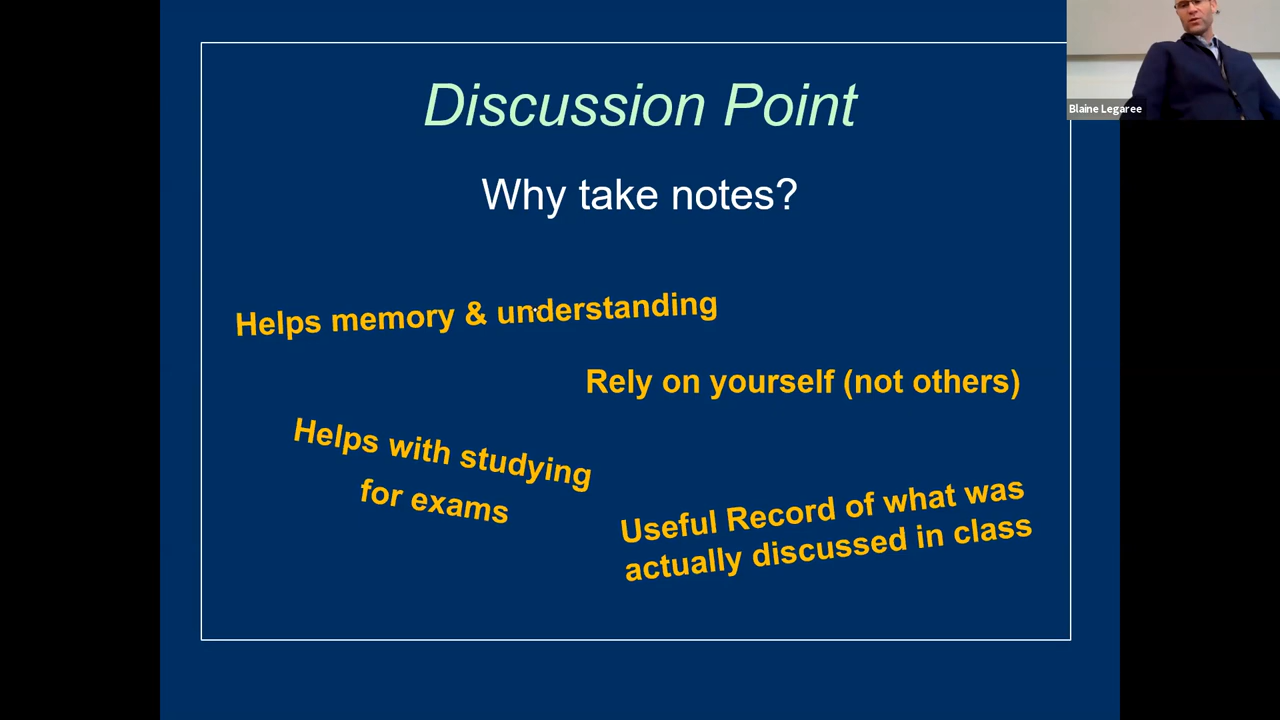 Discussion Point
Why take notes?
Helps memory & understanding
Rely on yourself (not others)
Helps with studying
for exams
Useful Record of what was
actually discussed in class
Blaine Legaree